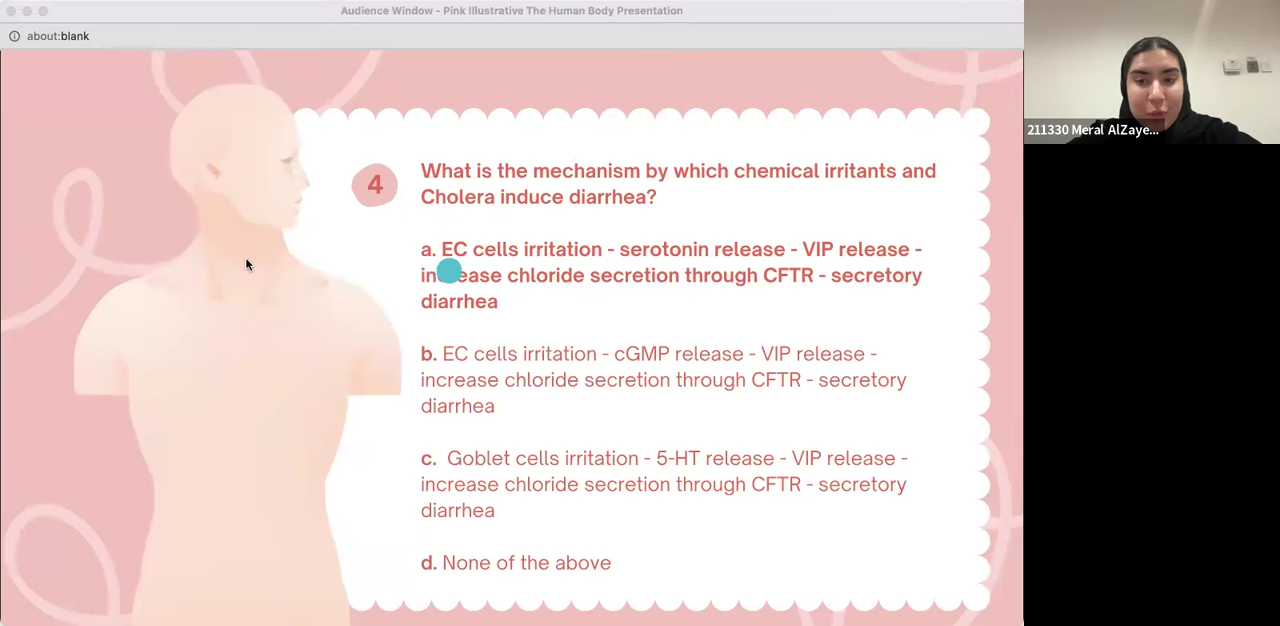 Audience Window - Pink Illustrative The Human Body Presentation
about:blank
211330 Meral AlZaye...
4
What is the mechanism by which chemical irritants and
Cholera induce diarrhea?
a. EC cells irritation - serotonin release - VIP release -
increase chloride secretion through CFTR - secretory
diarrhea
b. EC cells irritation - cGMP release - VIP release -
increase chloride secretion through CFTR - secretory
diarrhea
c. Goblet cells irritation - 5-HT release - VIP release -
increase chloride secretion through CFTR - secretory
diarrhea
d. None of the above